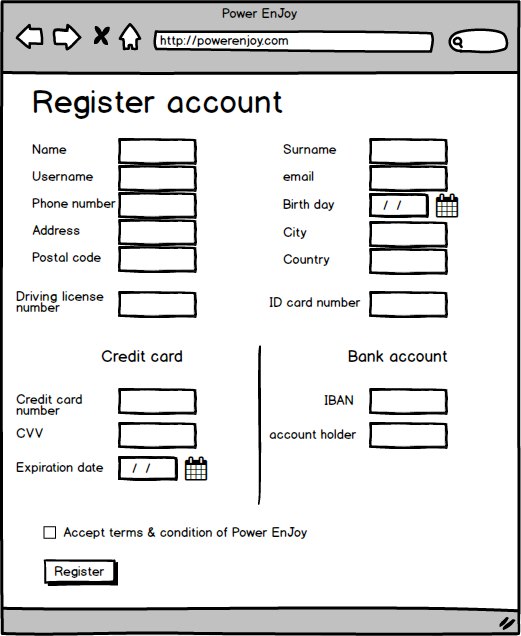 Power EnJoy
http://powerenjoy.com
Register account
Name
Surname
Username
email
Phone number
Birth day / /
Address
City
Postal code
Country
Driving license
number
ID card number
Credit card
Bank account
Credit card
number
IBAN
CVV
account holder
Expiration date / /
Accept terms & condition of Power EnJoy
Register